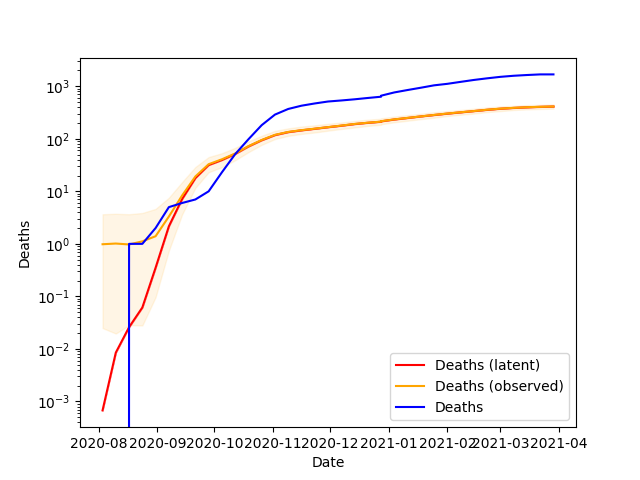 Deaths
10³
10²
10¹
10⁰
10⁻¹
10⁻²
10⁻³
Deaths (latent)
Deaths (observed)
Deaths
2020-08 2020-09 2020-10 2020-11 2020-12 2021-01 2021-02 2021-03 2021-04
Date